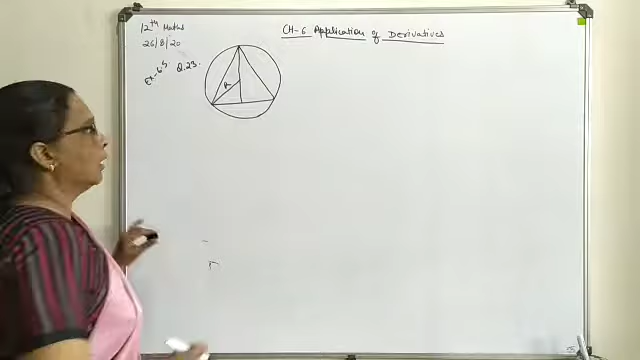 12th Maths
26/8/20
CH-6 Application of Derivatives
Ex-6.5 Q.23.
R